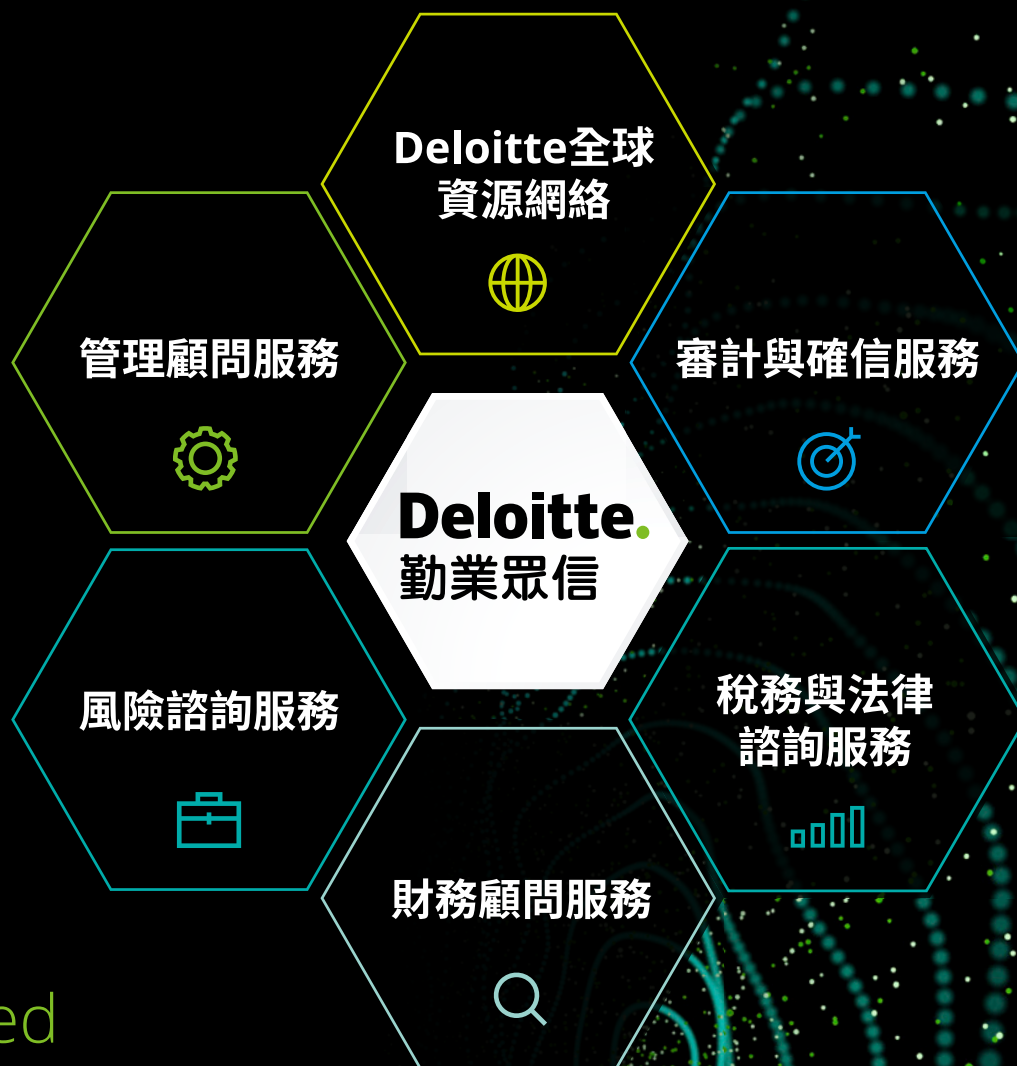 Deloitte全球
資源網絡
管理顧問服務
審計與確信服務
Deloitte.
勤業眾信
風險諮詢服務
稅務與法律
諮詢服務
財務顧問服務
ed